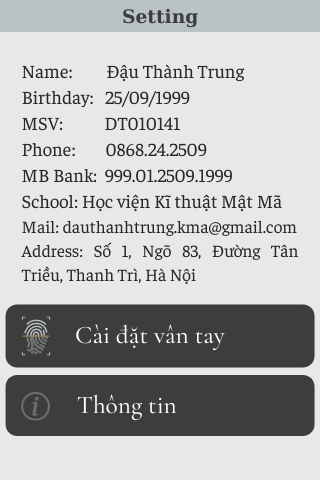 Setting
Name: Đậu Thành Trung
Birthday: 25/09/1999
MSV: DT010141
Phone: 0868.24.2509
MB Bank: 999.01.2509.1999
School: Học viện Kĩ thuật Mật Mã
Mail: dauthanhtrung.kma@gmail.com
Address: Số 1, Ngõ 83, Đường Tân
Triều, Thanh Trì, Hà Nội
Cài đặt vân tay
Thông tin